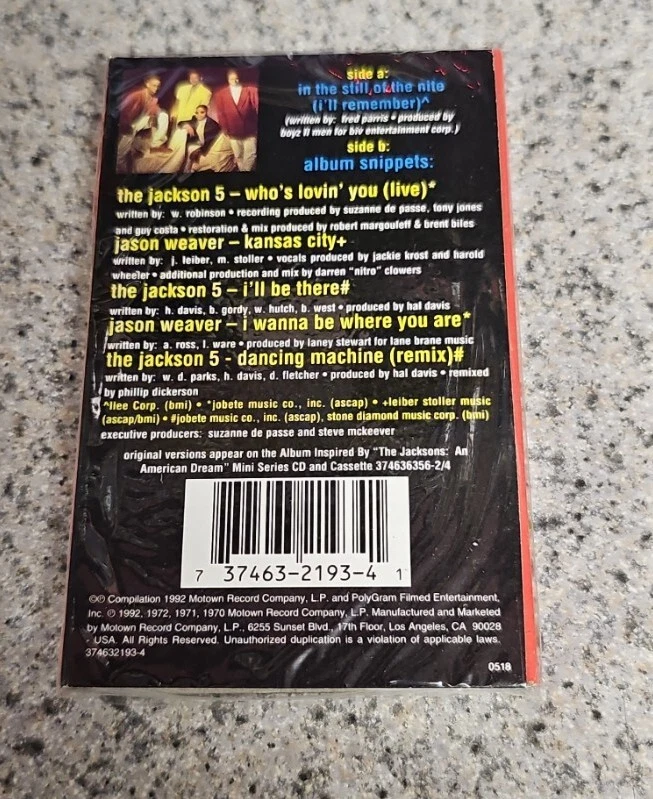 side a:
in the still of the nite
(i'll remember)^
(written by: fred parris • produced by
boyz II men for biv entertainment corp.)
side b:
album snippets:
the jackson 5 – who's lovin' you (live)*
written by: w. robinson • recording produced by suzanne de passe, tony jones
and guy costa • restoration & mix produced by robert margouleff & brent biles
jason weaver – kansas city+
written by: j. leiber, m. stoller • vocals produced by jackie krost and harold
wheeler • additional production and mix by darren "nitro" clowers
the jackson 5 – i'll be there#
written by: h. davis, b. gordy, w. hutch, b. west • produced by hal davis
jason weaver – i wanna be where you are*
written by: a. ross, l. ware • produced by laney stewart for lane brane music
the jackson 5 - dancing machine (remix)#
written by: w. d. parks, h. davis, d. fletcher • produced by hal davis • remixed
by phillip dickerson
^llee Corp. (bmi) • *jobete music co., inc. (ascap) • +leiber stoller music
(ascap/bmi) • #jobete music co., inc. (ascap), stone diamond music corp. (bmi)
executive producers: suzanne de passe and steve mckeever
original versions appear on the Album Inspired By "The Jacksons: An
American Dream" Mini Series CD and Cassette 374636356-2/4
7 37463-2193-4 1
©℗ Compilation 1992 Motown Record Company, L.P. and PolyGram Filmed Entertainment,
Inc. ℗ 1992, 1972, 1971, 1970 Motown Record Company, L.P. Manufactured and Marketed
by Motown Record Company, L.P., 6255 Sunset Blvd., 17th Floor, Los Angeles, CA 90028
- USA. All Rights Reserved. Unauthorized duplication is a violation of applicable laws.
374632193-4
0518